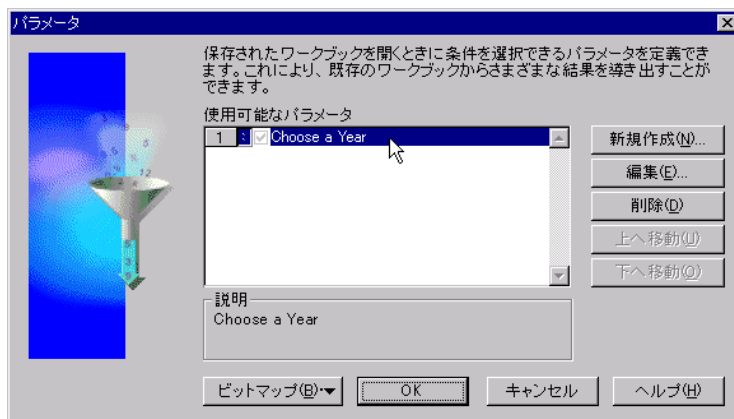 パラメータ
保存されたワークブックを開くときに条件を選択できるパラメータを定義でき
ます。これにより、既存のワークブックからさまざまな結果を導き出すことが
できます。
使用可能なパラメータ
1 Choose a Year
新規作成(N)...
編集(E)...
削除(D)
上へ移動(U)
下へ移動(O)
説明
Choose a Year
ビットマップ(B)
OK
キャンセル
ヘルプ(H)